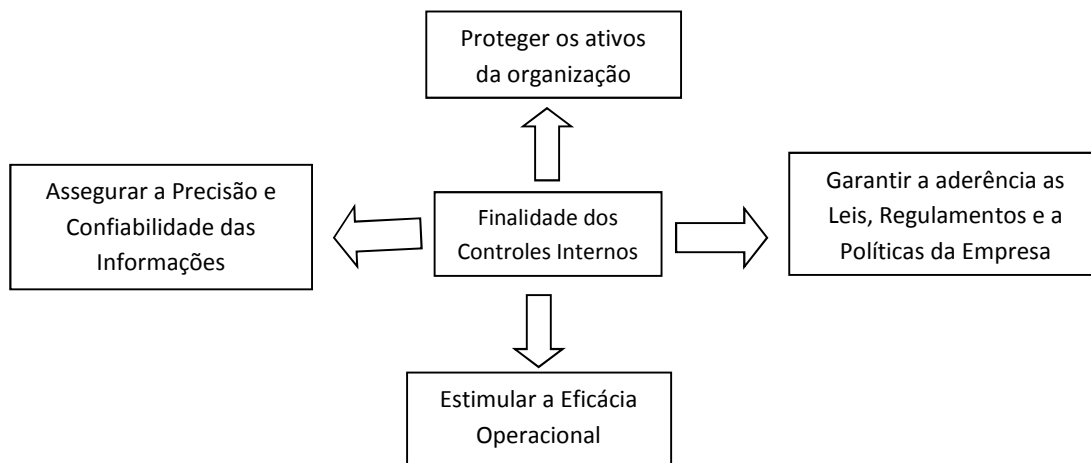 Proteger os ativos
da organização
Assegurar a Precisão e
Confiabilidade das
Informações
Finalidade dos
Controles Internos
Garantir a aderência as
Leis, Regulamentos e a
Políticas da Empresa
Estimular a Eficácia
Operacional